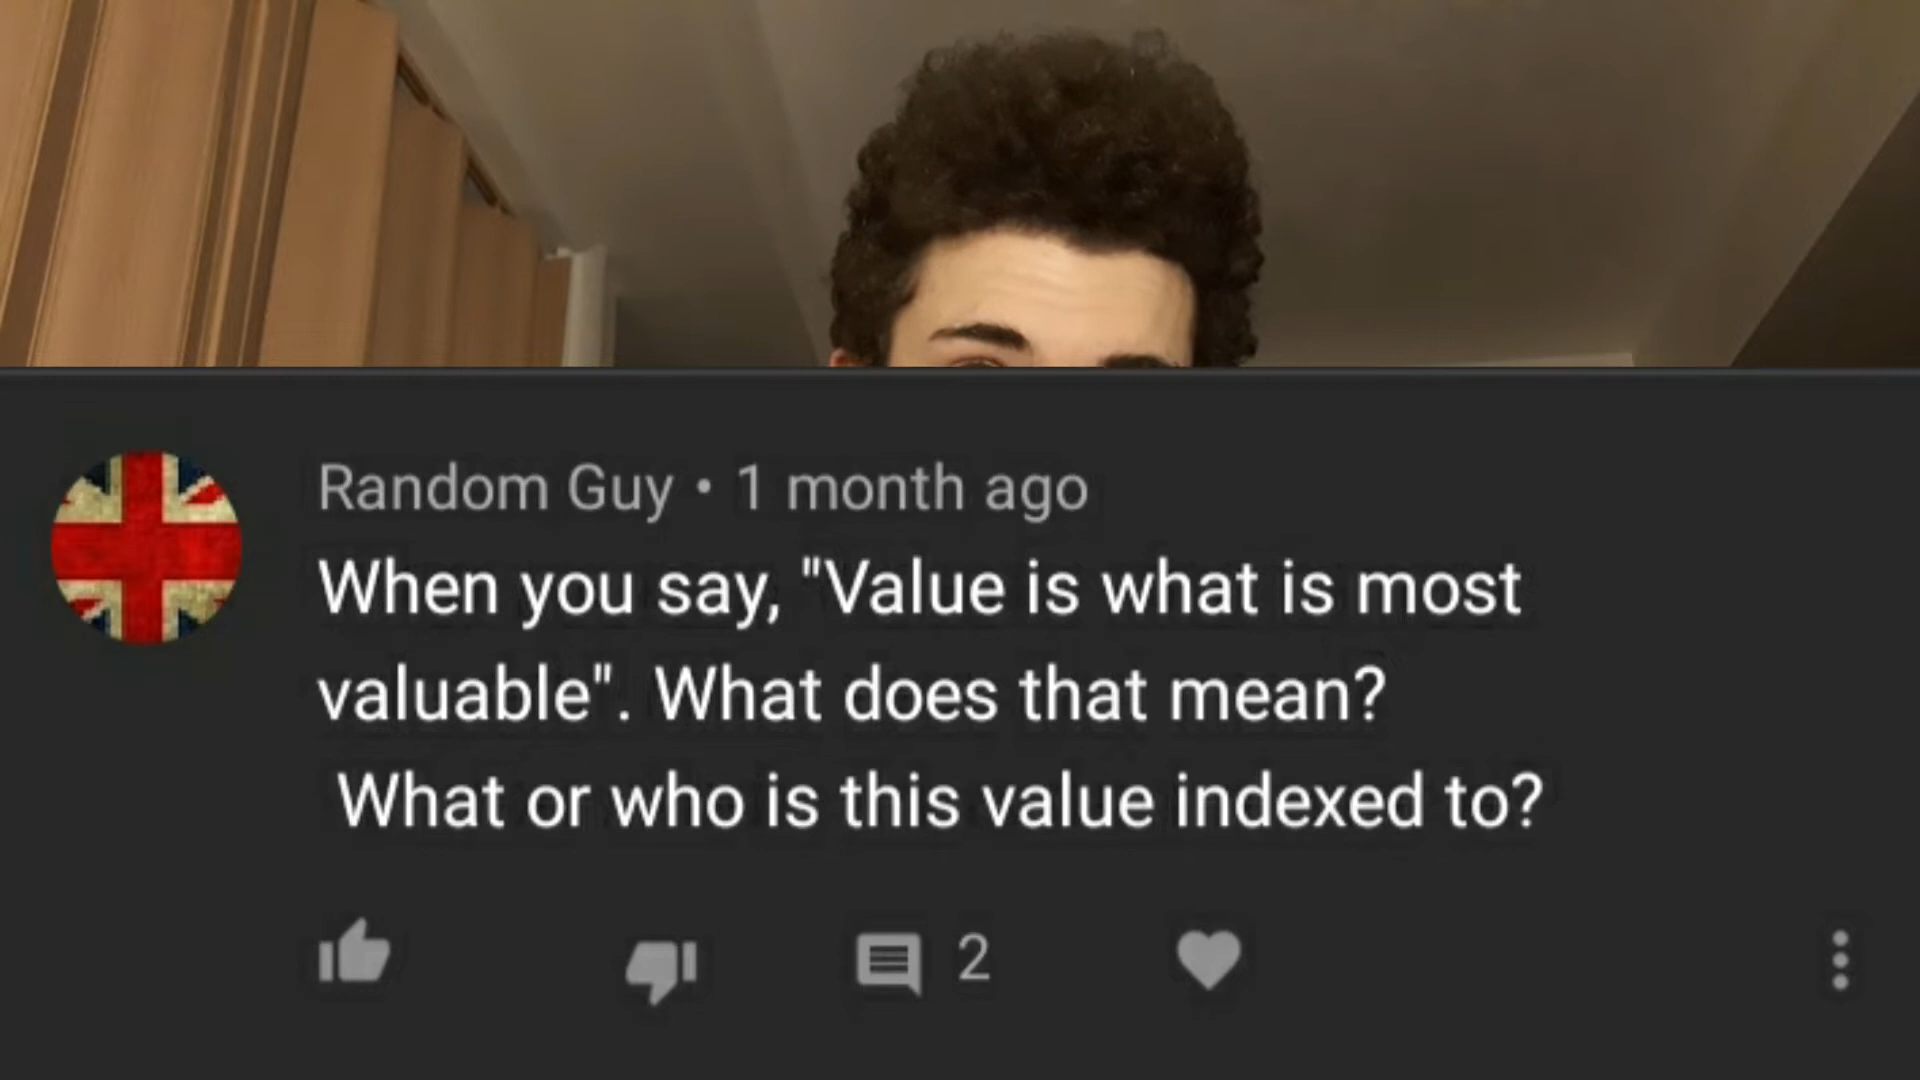 Random Guy • 1 month ago
When you say, "Value is what is most
valuable". What does that mean?
What or who is this value indexed to?
2